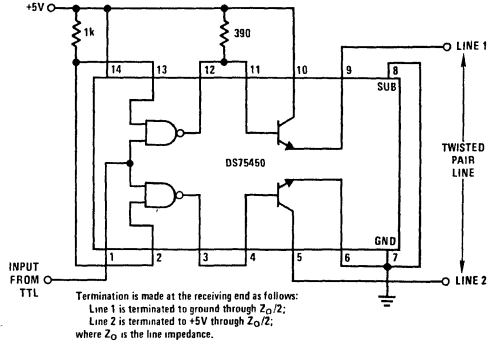 +5V
1k
390
14 13 12 11 10 9 8
SUB
LINE 1
TWISTED
PAIR
LINE
DS75450
GND
1 2 3 4 5 6 7
INPUT
FROM
TTL
LINE 2
Termination is made at the receiving end as follows:
Line 1 is terminated to ground through ZO/2;
Line 2 is terminated to +5V through ZO/2;
where ZO is the line impedance.